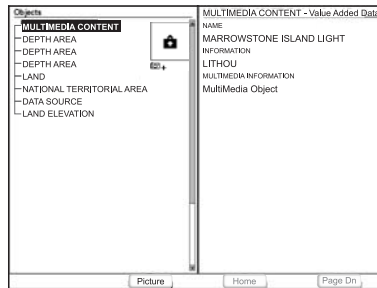 Objects
MULTIMEDIA CONTENT
DEPTH AREA
DEPTH AREA
DEPTH AREA
LAND
NATIONAL TERRITORIAL AREA
DATA SOURCE
LAND ELEVATION
MULTIMEDIA CONTENT - Value Added Data
NAME
MARROWSTONE ISLAND LIGHT
INFORMATION
LITHOU
MULTIMEDIA INFORMATION
MultiMedia Object
Picture
Home
Page Dn